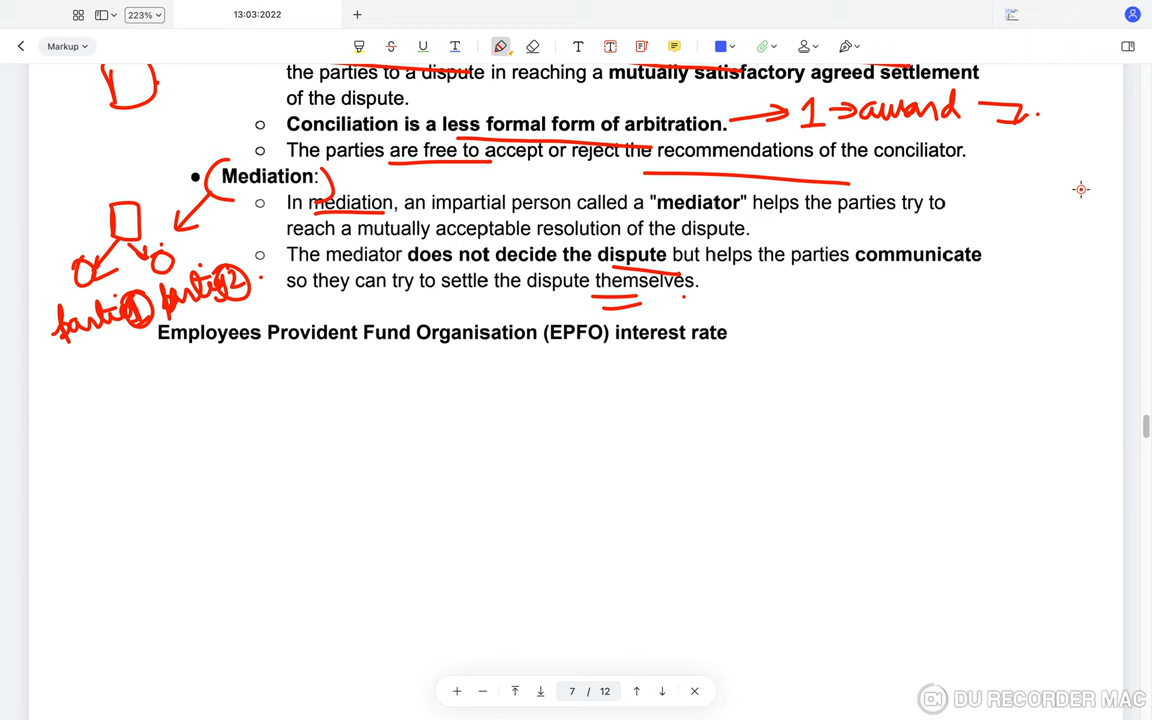 223%
13:03:2022
Markup
the parties to a dispute in reaching a mutually satisfactory agreed settlement
of the dispute.
→ 1 → award
o Conciliation is a less formal form of arbitration.
o The parties are free to accept or reject the recommendations of the conciliator.
● Mediation:
o In mediation, an impartial person called a "mediator" helps the parties try to
reach a mutually acceptable resolution of the dispute.
o The mediator does not decide the dispute but helps the parties communicate
so they can try to settle the dispute themselves.
Employees Provident Fund Organisation (EPFO) interest rate
7 / 12
DU RECORDER MAC